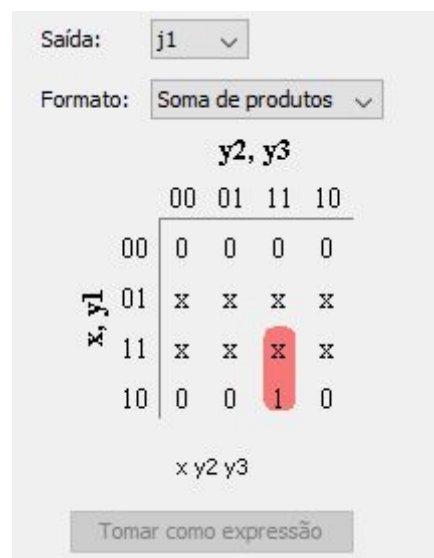 Saída: j1
Formato: Soma de produtos
y2, y3
00 01 11 10
00 0 0 0 0
x, y1
01 x x x x
11 x x x x
10 0 0 1 0
x y2 y3
Tomar como expressão